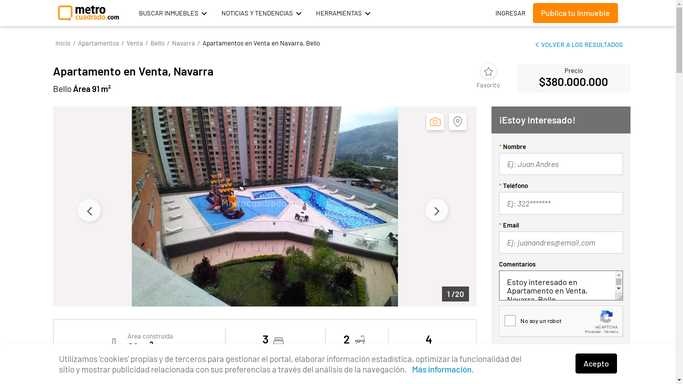 metro
cuadrado.com
BUSCAR INMUEBLES
NOTICIAS Y TENDENCIAS
HERRAMIENTAS
INGRESAR
Publica tu Inmueble
Inicio / Apartamentos / Venta / Bello / Navarra / Apartamentos en Venta en Navarra, Bello
VOLVER A LOS RESULTADOS
Apartamento en Venta, Navarra
Bello Área 91 m²
Favorito
Precio
$380.000.000
1 / 20
¡Estoy Interesado!
* Nombre
Ej: Juan Andres
* Teléfono
Ej: 322*******
* Email
Ej: juanandres@email.com
Comentarios
Estoy interesado en
Apartamento en Venta,
Navarra, Bello
No soy un robot
reCAPTCHA
Privacidad - Términos
Área construida
3
2
4
Utilizamos 'cookies' propias y de terceros para gestionar el portal, elaborar información estadística, optimizar la funcionalidad del
sitio y mostrar publicidad relacionada con sus preferencias a través del análisis de la navegación. Más información.
Acepto